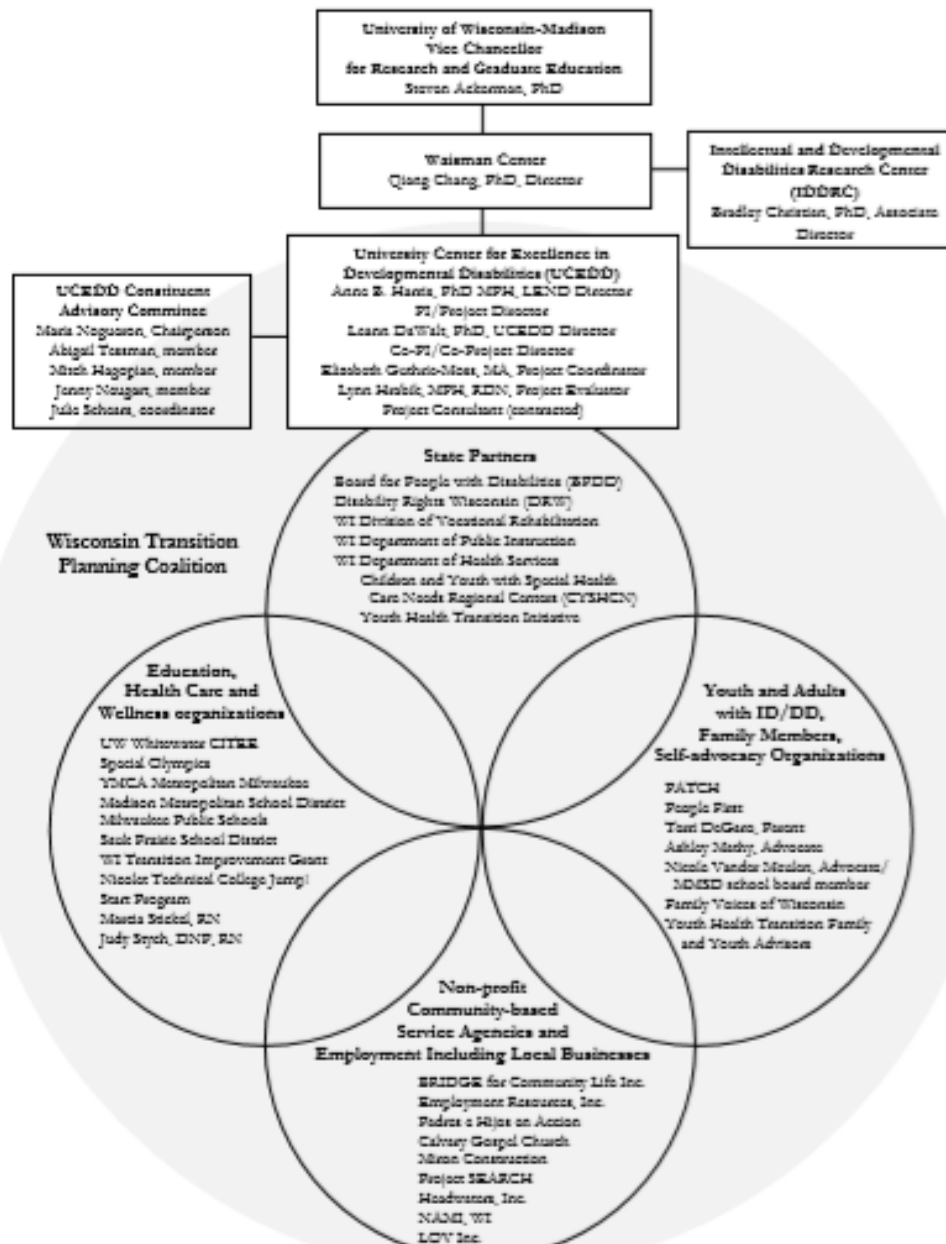 University of Wisconsin-Madison
Vice Chancellor
for Research and Graduate Education
Steven Ackerman, PhD
Waisman Center
Qiang Chang, PhD, Director
Intellectual and Developmental
Disabilities Research Center
(IDDRC)
Bradley Christian, PhD, Associate
Director
University Center for Excellence in
Developmental Disabilities (UCEDD)
Anne B. Harris, PhD MPH, LEND Director
PI/Project Director
Leann DaWalt, PhD, UCEDD Director
Co-PI/Co-Project Director
Elizabeth Guthrie-Moss, MA, Project Coordinator
Lynn Hrabik, MPH, RDN, Project Evaluator
Project Consultant (contracted)
UCEDD Constituent
Advisory Committee
Maria Chairperson
Abigail Tessman, member
Mitch Hagopian, member
Jenny Neugart, member
Julie member, coordinator
State Partners
Board for People with Disabilities (BPDD)
Disability Rights Wisconsin (DRW)
WI Division of Vocational Rehabilitation
WI Department of Public Instruction
WI Department of Health Services
Children and Youth with Special Health
Care Needs Regional Centers (CYSHCN)
Youth Health Transition Initiative
Wisconsin Transition
Planning Coalition
Education,
Health Care and
Wellness organizations
UW Whitewater
Special Olympics
YMCA Metropolitan Milwaukee
Madison Metropolitan School District
Milwaukee Public Schools
Sauk Prairie School District
WI Transition Improvement Grant
Nicolet Technical College Jump!
Start Program
Marcia Stickel, RN
Judy Stych, DNP, RN
Youth and Adults
with ID/DD,
Family Members,
Self-advocacy Organizations
PATCH
People First
Terri Parent
Ashley Mathy, Advocate
Nicole Vander Meulen, Advocate/
MMSD school board member
Family Voices of Wisconsin
Youth Health Transition Family
and Youth Advisors
Non-profit
Community-based
Service Agencies and
Employment Including Local Businesses
BRIDGE for Community Life Inc.
Employment Resources, Inc.
Padres e Hijos en Accion
Calvary Gospel Church
Miron Construction
Project SEARCH
Headwaters, Inc.
NAMI, WI
LOV Inc.